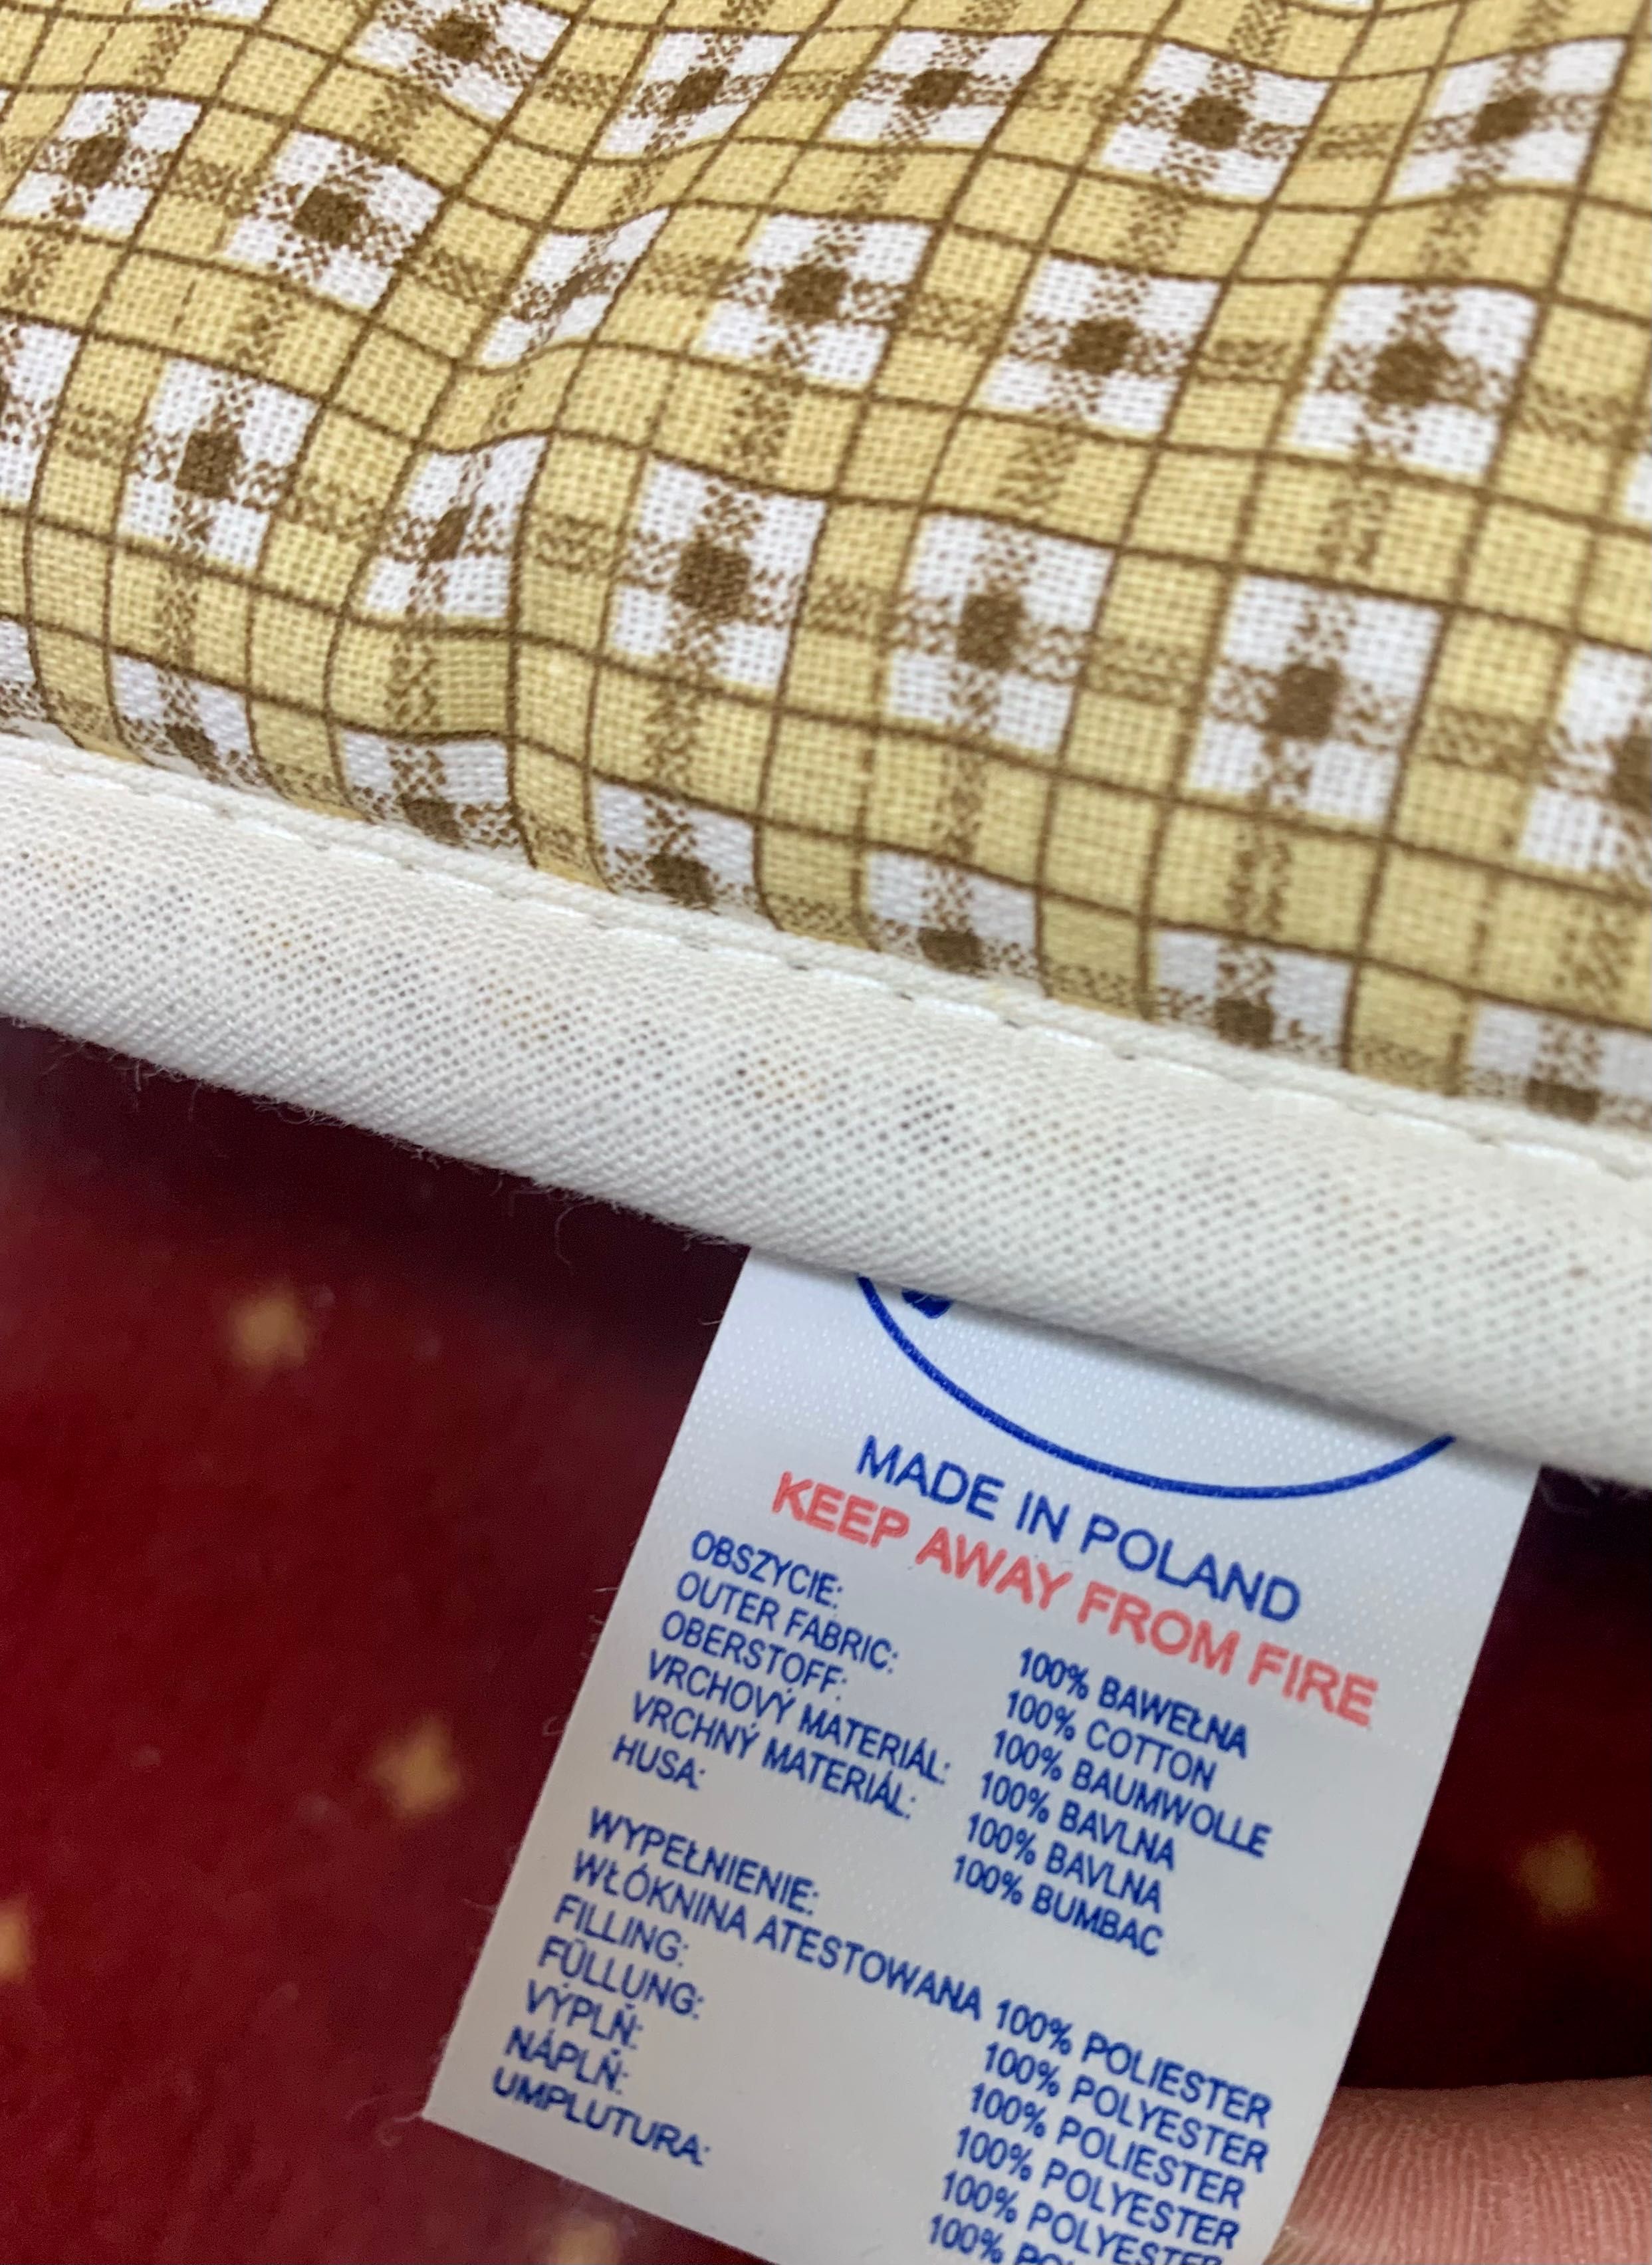 MADE IN POLAND
KEEP AWAY FROM FIRE
OBSZYCIE: 100% BAWEŁNA
OUTER FABRIC: 100% COTTON
OBERSTOFF: 100% BAUMWOLLE
VRCHOVÝ MATERIÁL: 100% BAVLNA
VRCHNÝ MATERIÁL: 100% BAVLNA
HUSA: 100% BUMBAC
WYPEŁNIENIE:
WŁÓKNINA ATESTOWANA 100% POLIESTER
FILLING: 100% POLYESTER
FÜLLUNG: 100% POLIESTER
VÝPLŇ: 100% POLYESTER
NÁPLŇ: 100% POLYESTER
UMPLUTURA: 100%